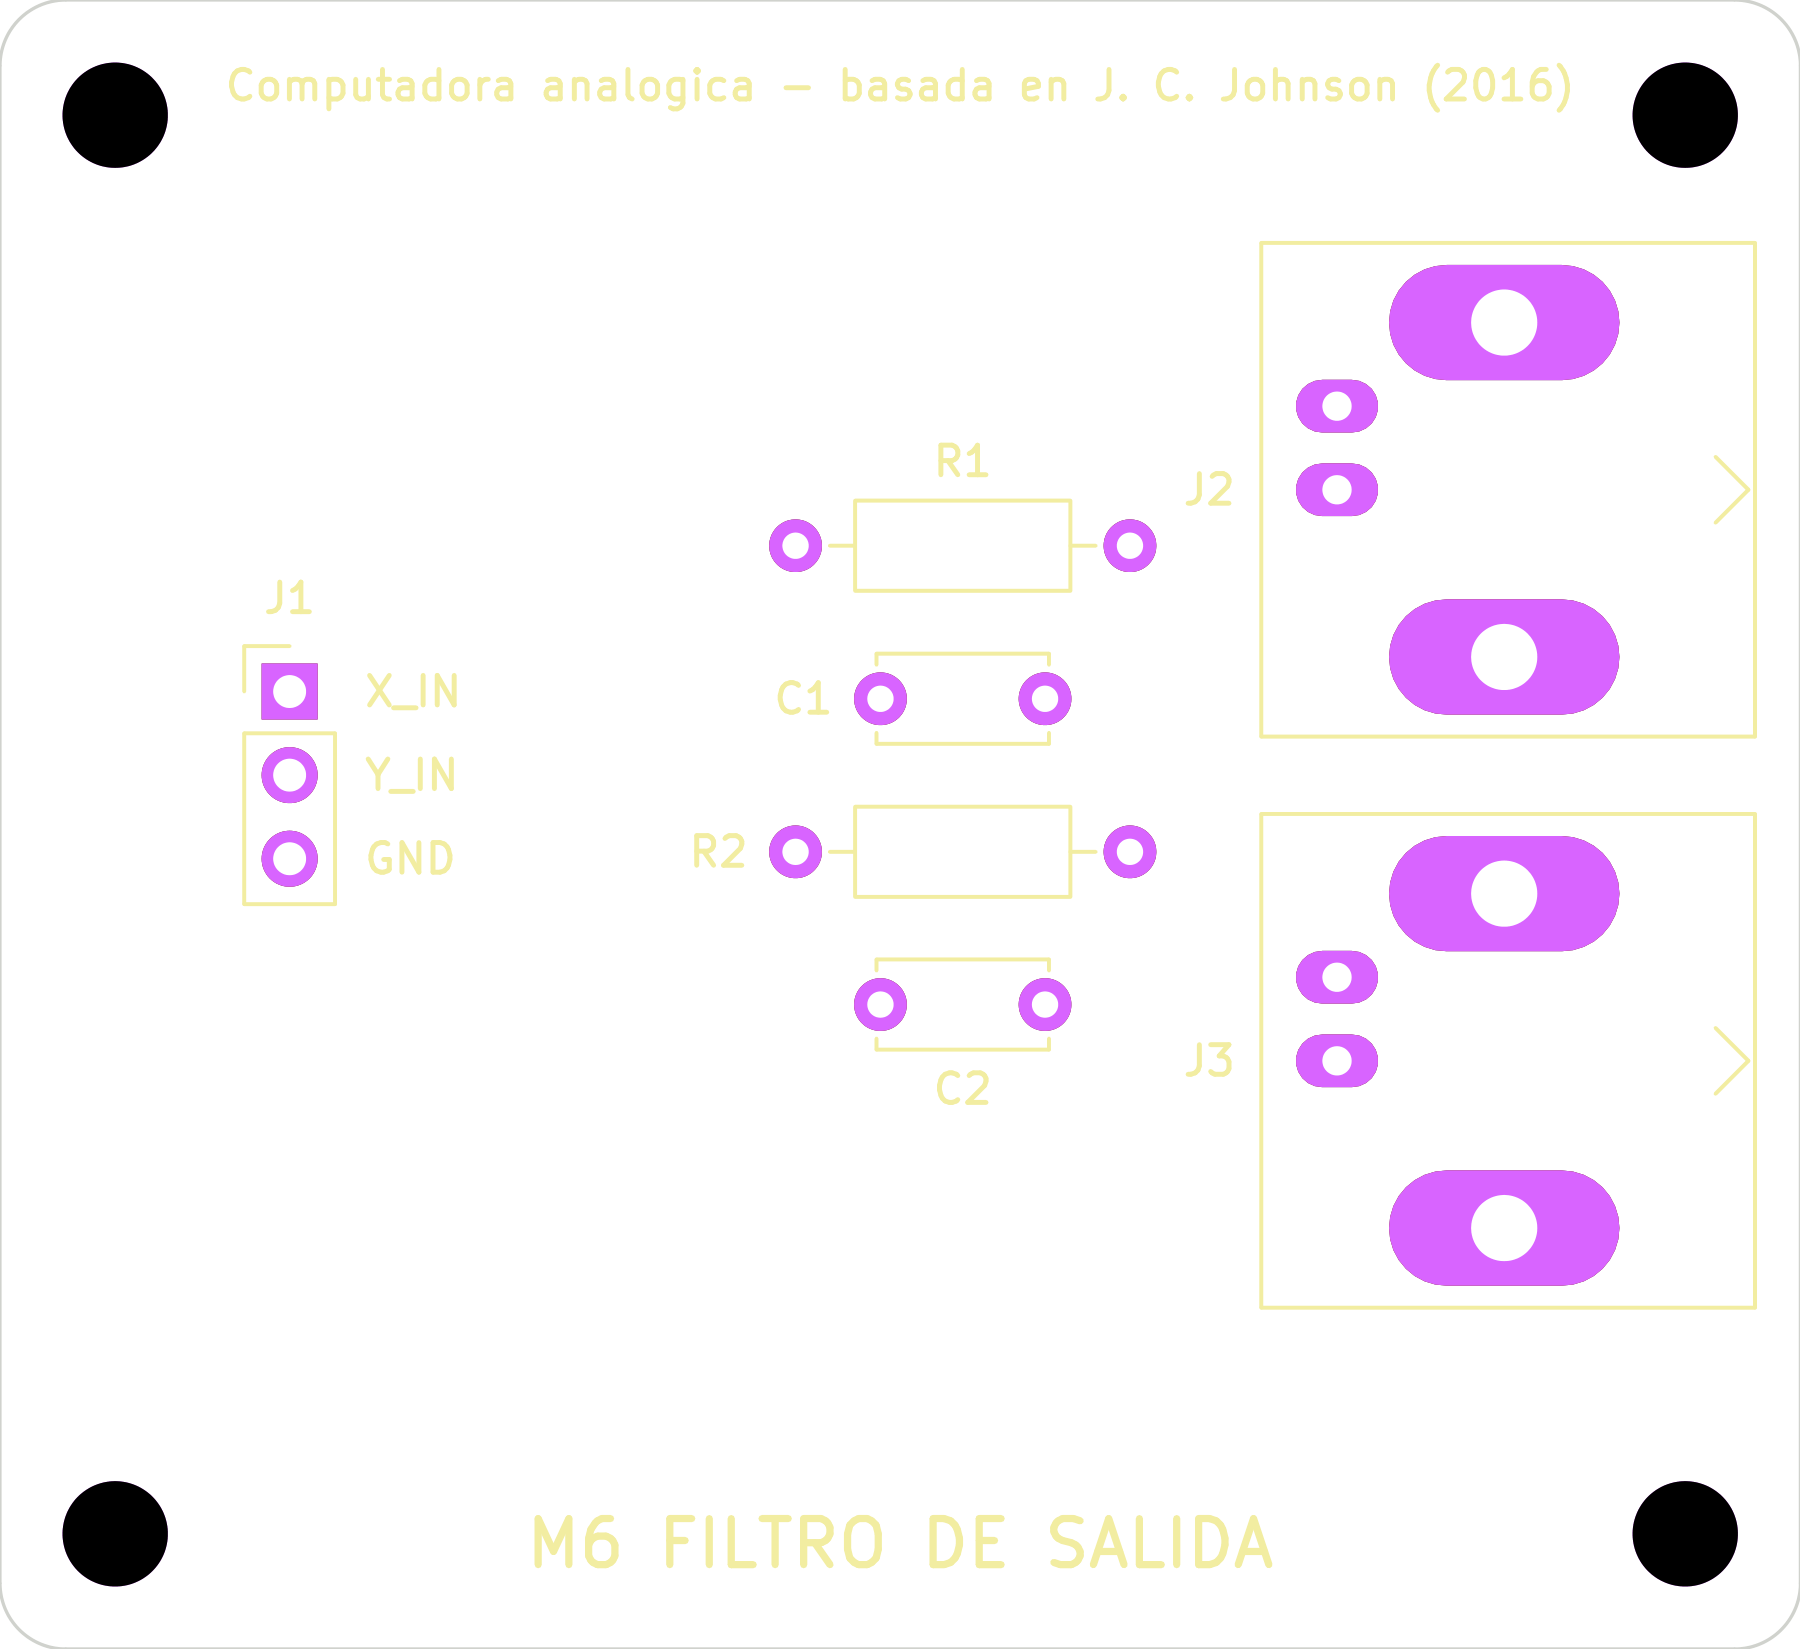 Computadora analogica – basada en J. C. Johnson (2016)
R1
J2
J1
X_IN
C1
Y_IN
R2
GND
J3
C2
M6 FILTRO DE SALIDA